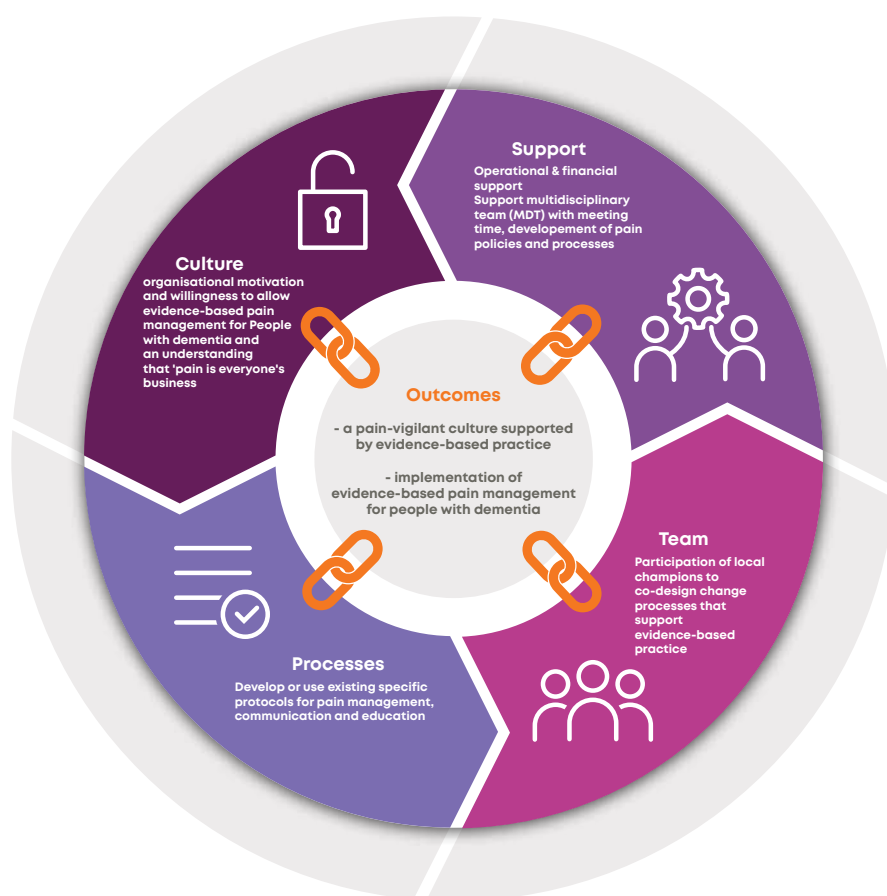 Support
Operational & financial
support
Support multidisciplinary
team (MDT) with meeting
time, developement of pain
policies and processes
Culture
organisational motivation
and willingness to allow
evidence-based pain
management for People
with dementia and
an understanding
that 'pain is everyone's
business
Outcomes
- a pain-vigilant culture supported
by evidence-based practice
- implementation of
evidence-based pain management
for people with dementia
Team
Participation of local
champions to
co-design change
processes that
support
evidence-based
practice
Processes
Develop or use existing specific
protocols for pain management,
communication and education